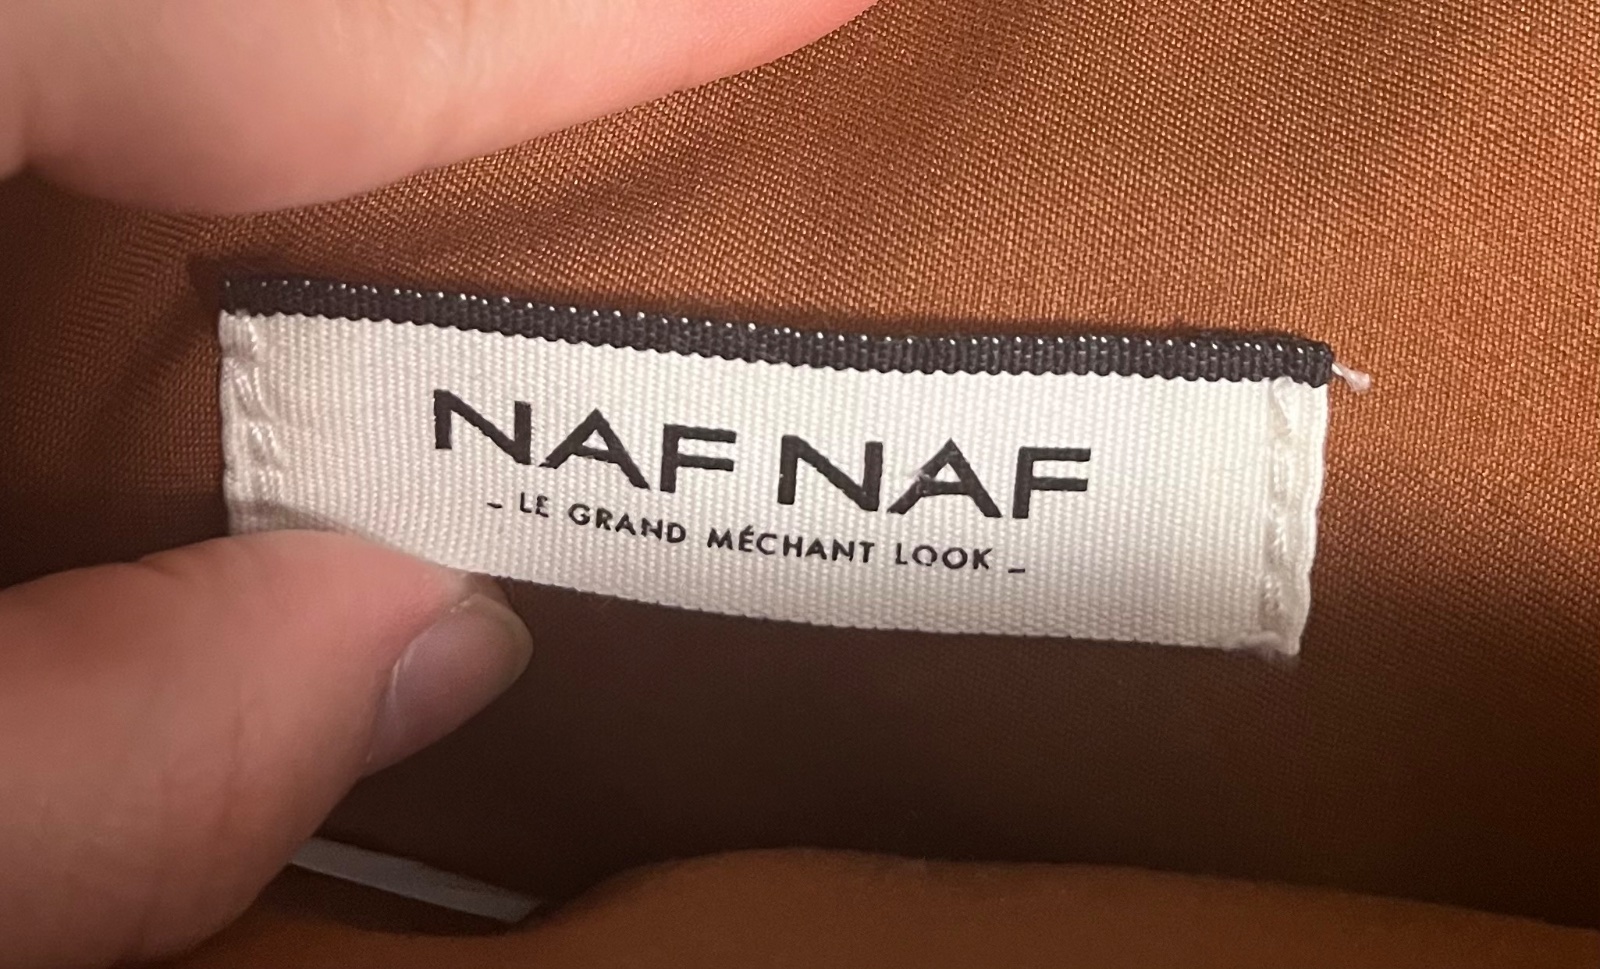 NAF NAF
– LE GRAND MÉCHANT LOOK –